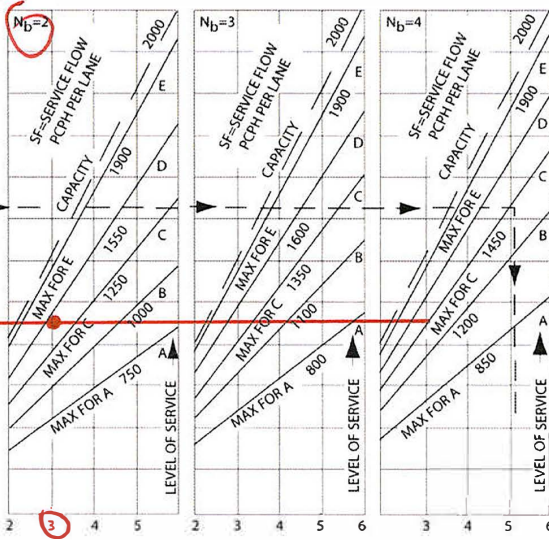 N_b=2
2000
E
SF=SERVICE FLOW
PCPH PER LANE
1900
CAPACITY
D
MAX FOR E
1550
C
1250
MAX FOR C
1000
B
A
750
MAX FOR A
LEVEL OF SERVICE
2 3 4 5
N_b=3
2000
E
SF=SERVICE FLOW
PCPH PER LANE
1900
CAPACITY
D
MAX FOR E
1600
C
1350
MAX FOR C
1100
B
A
800
MAX FOR A
LEVEL OF SERVICE
2 3 4 5 6
N_b=4
2000
E
SF=SERVICE FLOW
PCPH PER LANE
1900
CAPACITY
D
MAX FOR E
C
1450
MAX FOR C
1200
B
A
850
MAX FOR A
LEVEL OF SERVICE
3 4 5 6